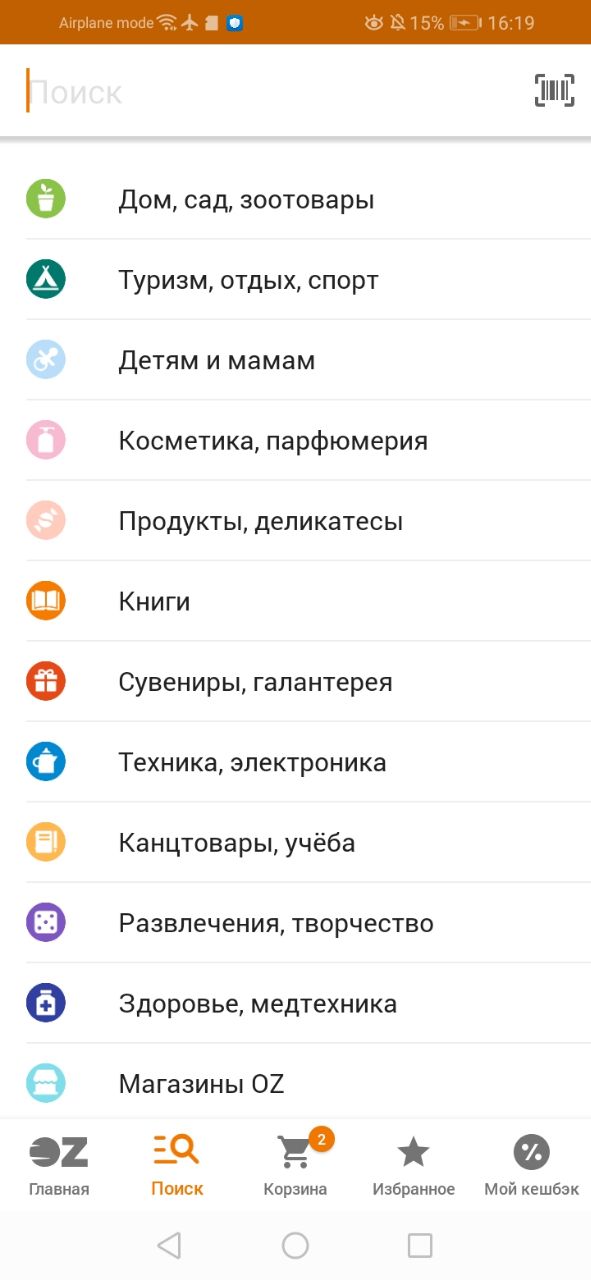 Airplane mode 15% 16:19
Поиск
Дом, сад, зоотовары
Туризм, отдых, спорт
Детям и мамам
Косметика, парфюмерия
Продукты, деликатесы
Книги
Сувениры, галантерея
Техника, электроника
Канцтовары, учёба
Развлечения, творчество
Здоровье, медтехника
Магазины OZ
OZ
2
%
Главная Поиск Корзина Избранное Мой кешбэк